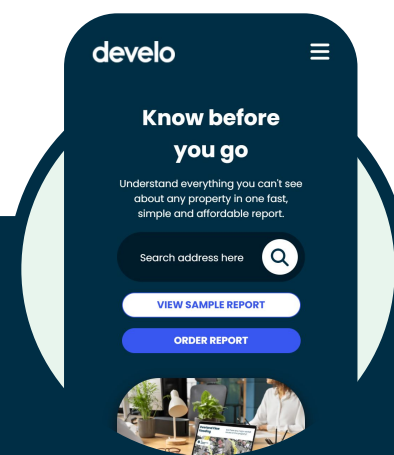 develo
Know before
you go
Understand everything you can't see
about any property in one fast,
simple and affordable report.
Search address here
VIEW SAMPLE REPORT
ORDER REPORT